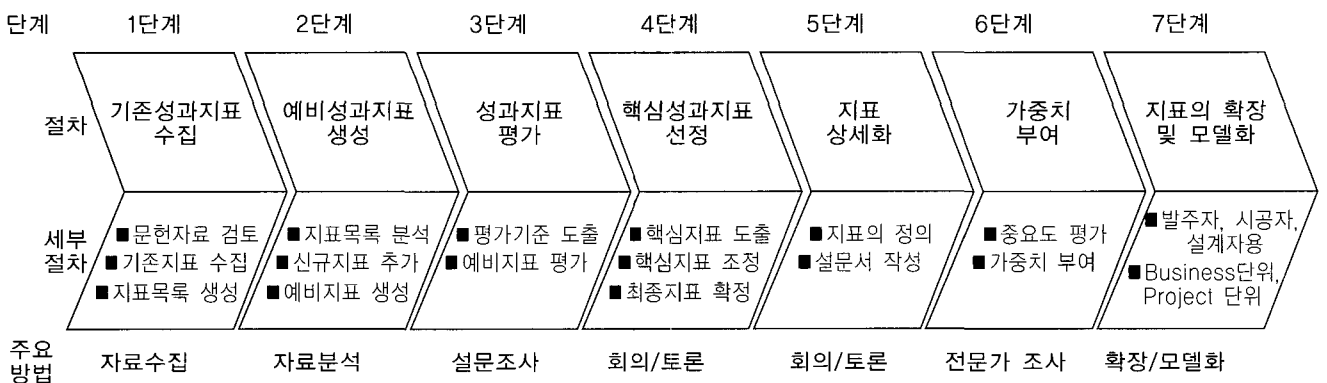 단계 1단계 2단계 3단계 4단계 5단계 6단계 7단계
절차
기존성과지표
수집
예비성과지표
생성
성과지표
평가
핵심성과지표
선정
지표
상세화
가중치
부여
지표의 확장
및 모델화
세부
절차
■문헌자료 검토
■기존지표 수집
■지표목록 생성
■지표목록 분석
■신규지표 추가
■예비지표 생성
■평가기준 도출
■예비지표 평가
■핵심지표 도출
■핵심지표 조정
■최종지표 확정
■지표의 정의
■설문서 작성
■중요도 평가
■가중치 부여
■발주자, 시공자,
설계자용
■Business단위,
Project 단위
주요
방법
자료수집 자료분석 설문조사 회의/토론 회의/토론 전문가 조사 확장/모델화